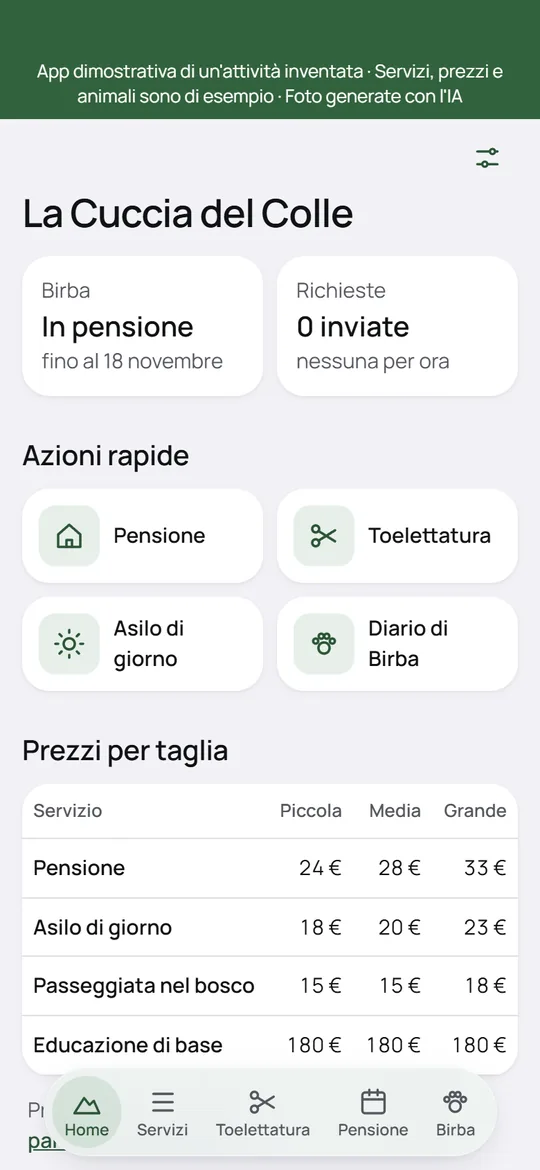 App dimostrativa di un'attività inventata · Servizi, prezzi e
animali sono di esempio · Foto generate con l'IA
La Cuccia del Colle
Birba
In pensione
fino al 18 novembre
Richieste
0 inviate
nessuna per ora
Azioni rapide
Pensione
Toelettatura
Asilo di
giorno
Diario di
Birba
Prezzi per taglia
Servizio Piccola Media Grande
Pensione 24 € 28 € 33 €
Asilo di giorno 18 € 20 € 23 €
Passeggiata nel bosco 15 € 15 € 18 €
Educazione di base 180 € 180 € 180 €
Home Servizi Toelettatura Pensione Birba